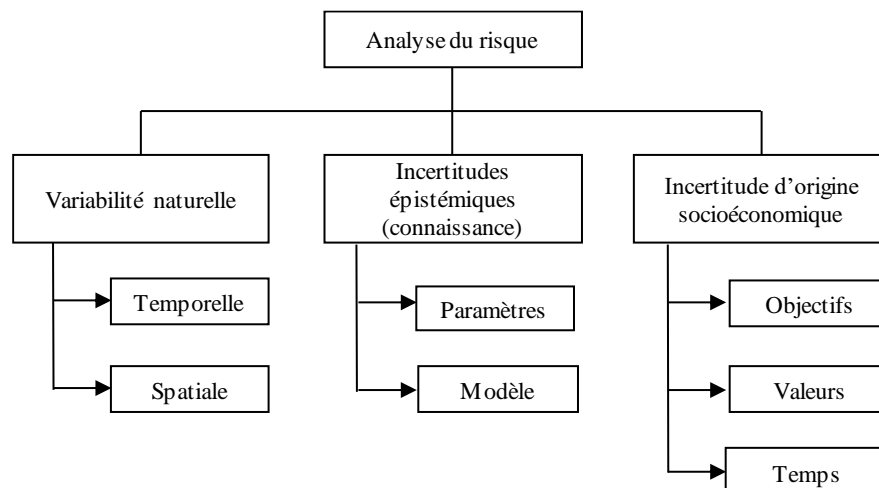 Analyse du risque
Variabilité naturelle
Temporelle
Spatiale
Incertitudes
épistémiques
(connaissance)
Paramètres
Modèle
Incertitude d'origine
socioéconomique
Objectifs
Valeurs
Temps